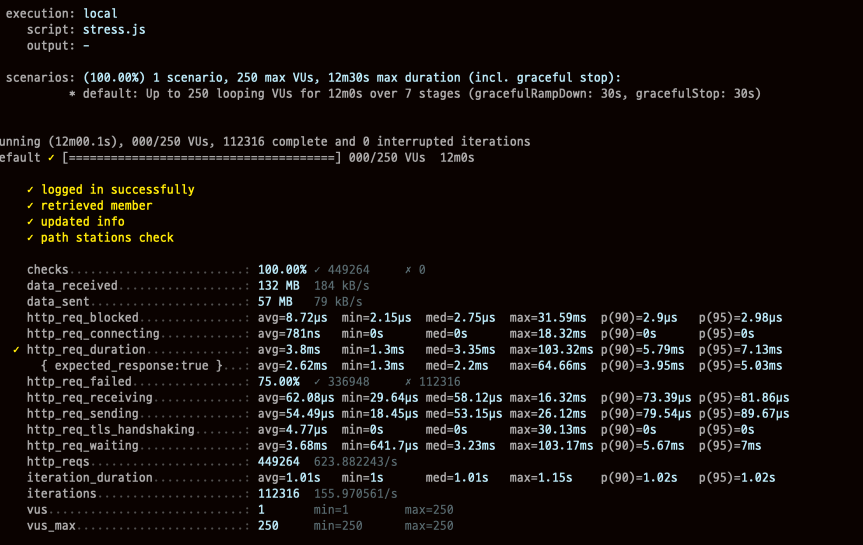 execution: local
script: stress.js
output: -
scenarios: (100.00%) 1 scenario, 250 max VUs, 12m30s max duration (incl. graceful stop):
* default: Up to 250 looping VUs for 12m0s over 7 stages (gracefulRampDown: 30s, gracefulStop: 30s)
unning (12m00.1s), 000/250 VUs, 112316 complete and 0 interrupted iterations
efault ✓ [======================================] 000/250 VUs  12m0s
✓ logged in successfully
✓ retrieved member
✓ updated info
✓ path stations check
checks.........................: 100.00% ✓ 449264     ✗ 0
data_received..................: 132 MB  184 kB/s
data_sent......................: 57 MB   79 kB/s
http_req_blocked...............: avg=8.72µs  min=2.15µs  med=2.75µs  max=31.59ms  p(90)=2.9µs   p(95)=2.98µs
http_req_connecting............: avg=781ns   min=0s      med=0s      max=18.32ms  p(90)=0s      p(95)=0s
✓ http_req_duration..............: avg=3.8ms   min=1.3ms   med=3.35ms  max=103.32ms p(90)=5.79ms  p(95)=7.13ms
{ expected_response:true }...: avg=2.62ms  min=1.3ms   med=2.2ms   max=64.66ms  p(90)=3.95ms  p(95)=5.03ms
http_req_failed................: 75.00% ✓ 336948     ✗ 112316
http_req_receiving.............: avg=62.08µs min=29.64µs med=58.12µs max=16.32ms  p(90)=73.39µs p(95)=81.86µs
http_req_sending...............: avg=54.49µs min=18.45µs med=53.15µs max=26.12ms  p(90)=79.54µs p(95)=89.67µs
http_req_tls_handshaking.......: avg=4.77µs  min=0s      med=0s      max=30.13ms  p(90)=0s      p(95)=0s
http_req_waiting...............: avg=3.68ms  min=641.7µs med=3.23ms  max=103.17ms p(90)=5.67ms  p(95)=7ms
http_reqs......................: 449264 623.882243/s
iteration_duration.............: avg=1.01s   min=1s      med=1.01s   max=1.15s    p(90)=1.02s   p(95)=1.02s
iterations.....................: 112316 155.970561/s
vus............................: 1      min=1        max=250
vus_max........................: 250    min=250      max=250